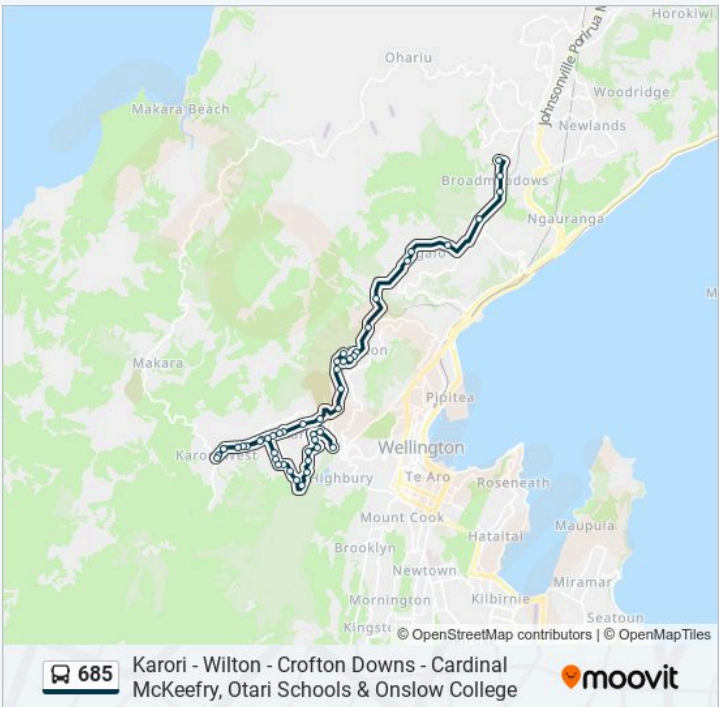 Horokiwi
Ohariu
Johnsonville Porirua M
Woodridge
Makara Beach
Newlands
Broadmeadows
Ngauranga
Makara
Pipitea
Wellington
Highbury
Te Aro
Roseneath
Mount Cook
Maupuia
Hataitai
Brooklyn
Newtown
Miramar
Mornington
Kilbirnie
Seatoun
© OpenStreetMap contributors | © OpenMapTiles
685
Karori - Wilton - Crofton Downs - Cardinal
McKeefry, Otari Schools & Onslow College
moovit